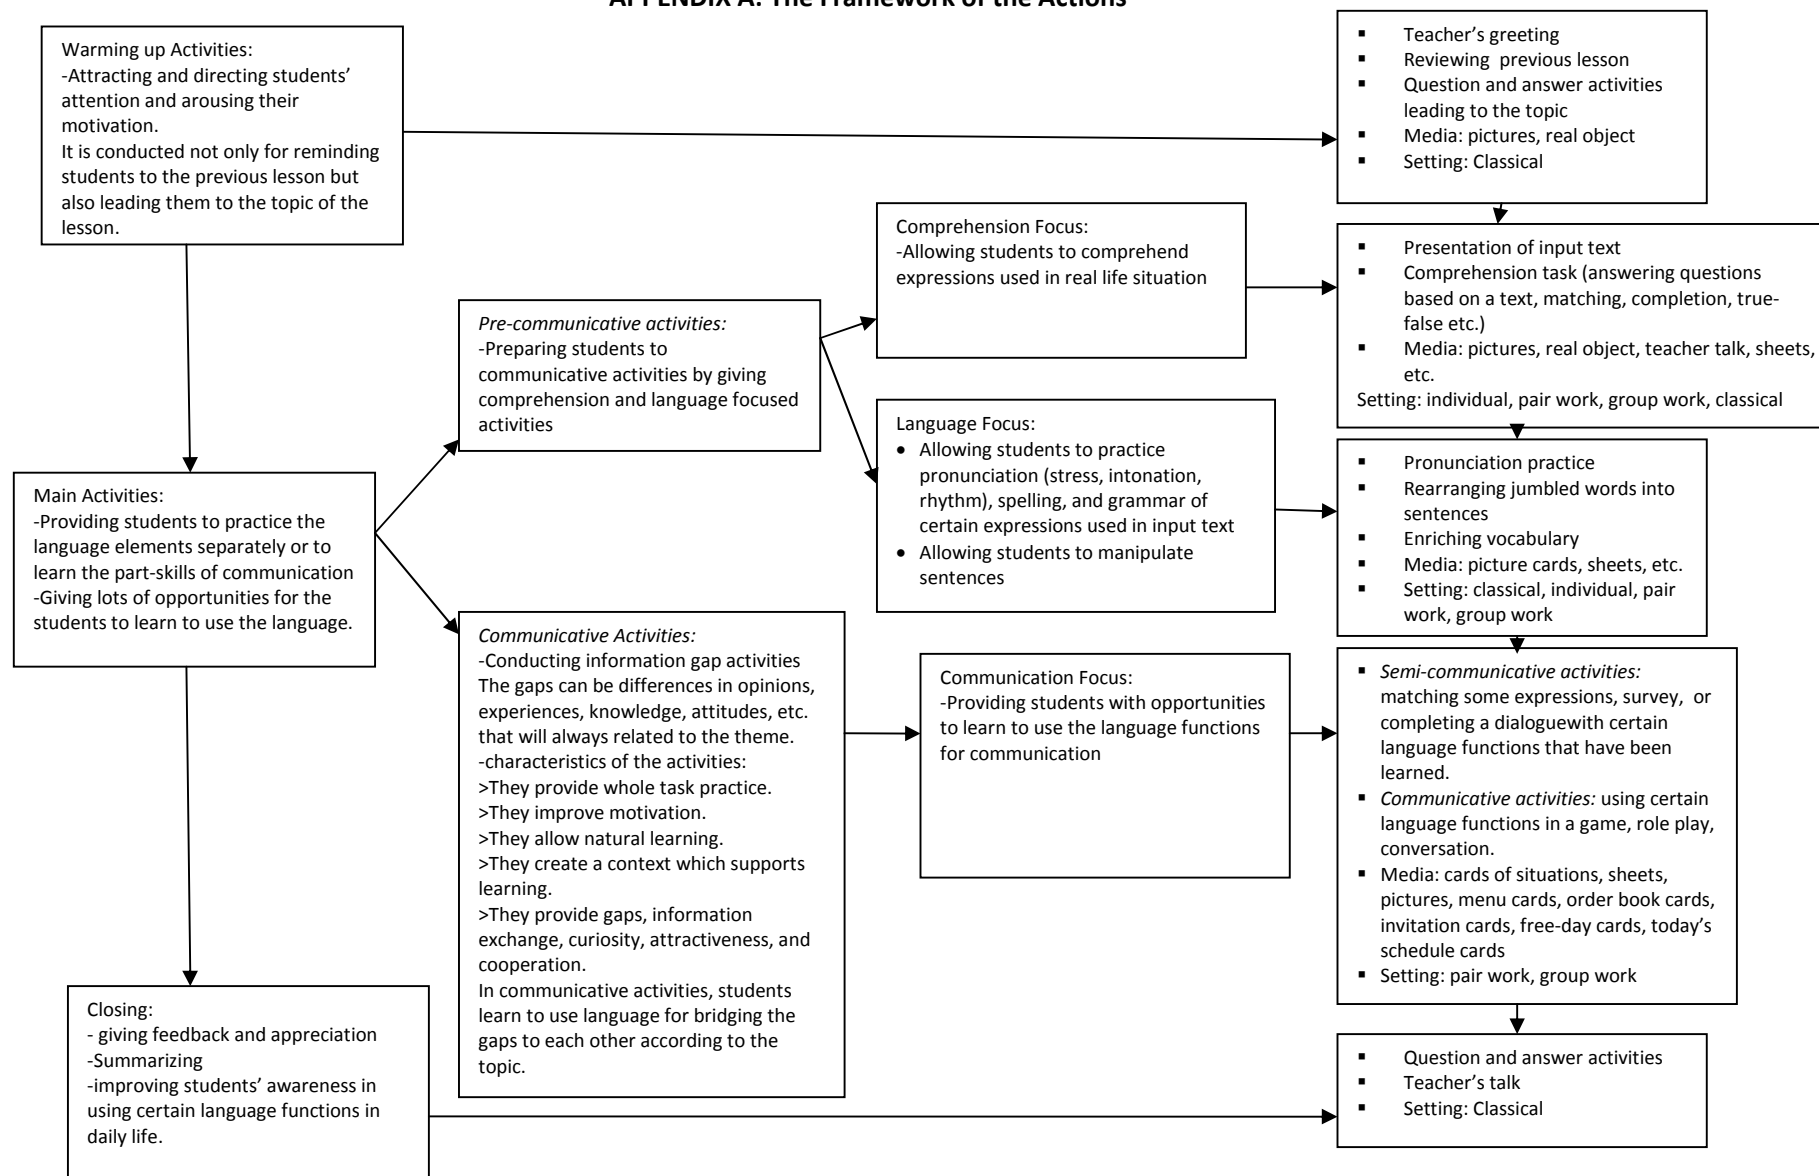 APPENDIX A: The Framework of the Actions
Warming up Activities:
-Attracting and directing students’
attention and arousing their
motivation.
It is conducted not only for reminding
students to the previous lesson but
also leading them to the topic of the
lesson.
▪ Teacher’s greeting
▪ Reviewing previous lesson
▪ Question and answer activities
leading to the topic
▪ Media: pictures, real object
▪ Setting: Classical
Comprehension Focus:
-Allowing students to comprehend
expressions used in real life situation
▪ Presentation of input text
▪ Comprehension task (answering questions
based on a text, matching, completion, true-
false etc.)
▪ Media: pictures, real object, teacher talk, sheets,
etc.
Setting: individual, pair work, group work, classical
Pre-communicative activities:
-Preparing students to
communicative activities by giving
comprehension and language focused
activities
Language Focus:
• Allowing students to practice
pronunciation (stress, intonation,
rhythm), spelling, and grammar of
certain expressions used in input text
• Allowing students to manipulate
sentences
▪ Pronunciation practice
▪ Rearranging jumbled words into
sentences
▪ Enriching vocabulary
▪ Media: picture cards, sheets, etc.
▪ Setting: classical, individual, pair
work, group work
Main Activities:
-Providing students to practice the
language elements separately or to
learn the part-skills of communication
-Giving lots of opportunities for the
students to learn to use the language.
Communicative Activities:
-Conducting information gap activities
The gaps can be differences in opinions,
experiences, knowledge, attitudes, etc.
that will always related to the theme.
-characteristics of the activities:
>They provide whole task practice.
>They improve motivation.
>They allow natural learning.
>They create a context which supports
learning.
>They provide gaps, information
exchange, curiosity, attractiveness, and
cooperation.
In communicative activities, students
learn to use language for bridging the
gaps to each other according to the
topic.
Communication Focus:
-Providing students with opportunities
to learn to use the language functions
for communication
▪ Semi-communicative activities:
matching some expressions, survey, or
completing a dialoguewith certain
language functions that have been
learned.
▪ Communicative activities: using certain
language functions in a game, role play,
conversation.
▪ Media: cards of situations, sheets,
pictures, menu cards, order book cards,
invitation cards, free-day cards, today’s
schedule cards
▪ Setting: pair work, group work
Closing:
- giving feedback and appreciation
-Summarizing
-improving students’ awareness in
using certain language functions in
daily life.
▪ Question and answer activities
▪ Teacher’s talk
▪ Setting: Classical